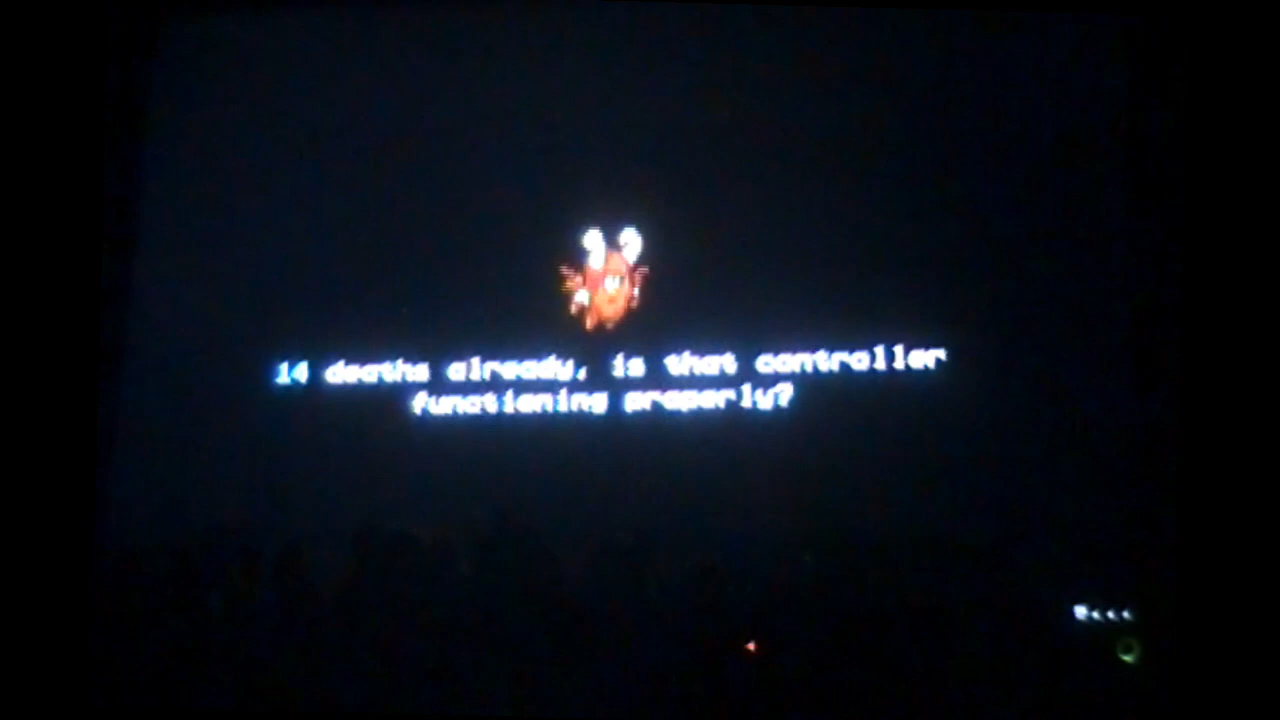 14 deaths already, is that controller
functioning properly?